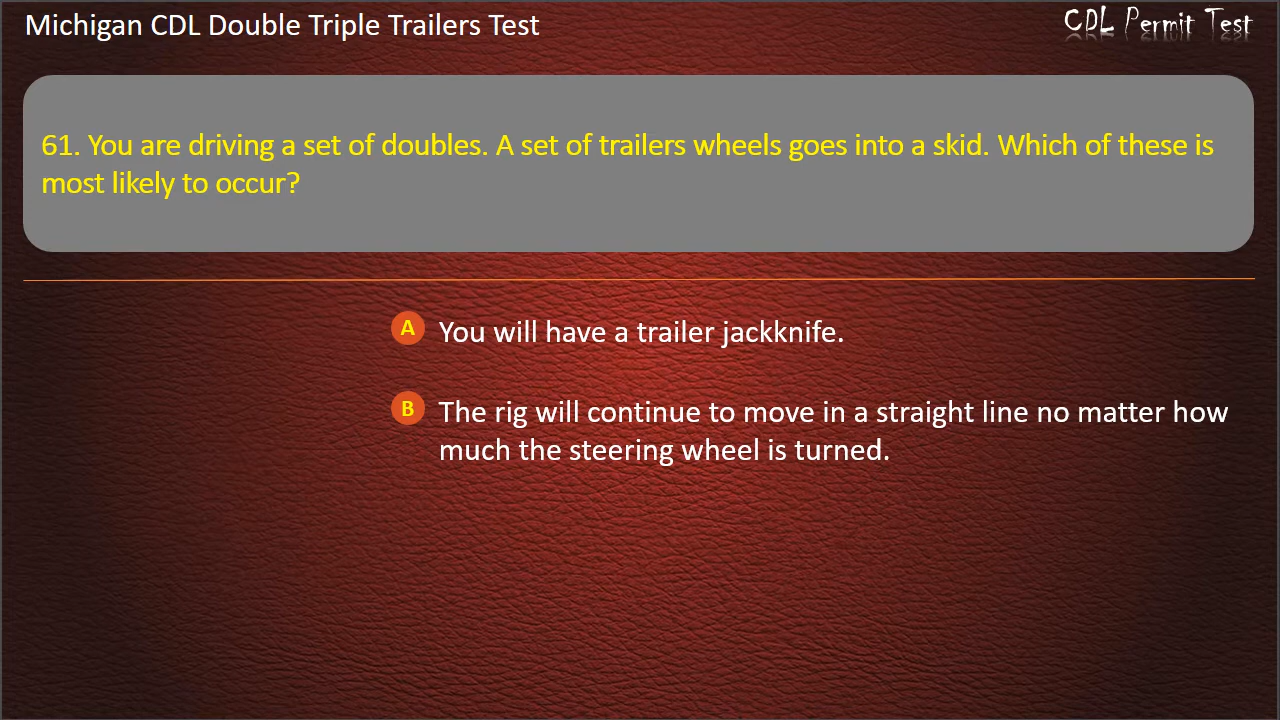 Michigan CDL Double Triple Trailers Test
CDL Permit Test
61. You are driving a set of doubles. A set of trailers wheels goes into a skid. Which of these is
most likely to occur?
A You will have a trailer jackknife.
B The rig will continue to move in a straight line no matter how
much the steering wheel is turned.